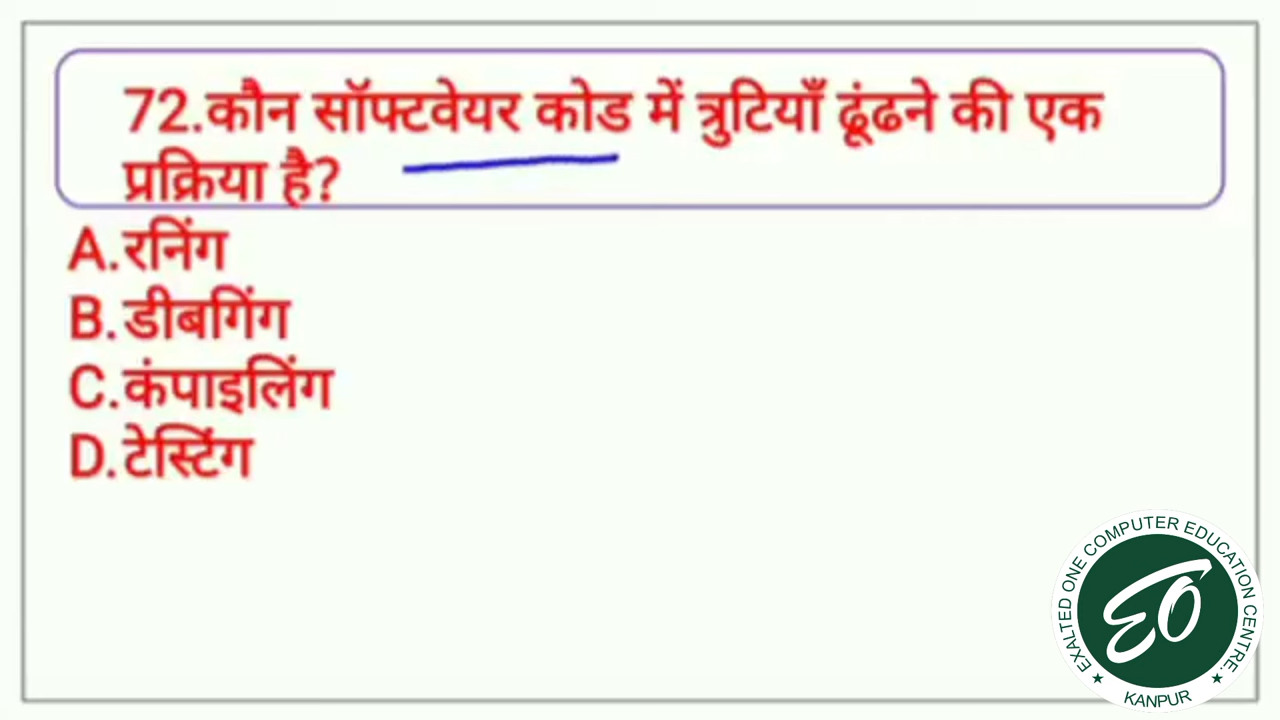 72.कौन सॉफ्टवेयर कोड में त्रुटियाँ ढूंढने की एक
प्रक्रिया है?
A.रनिंग
B.डीबगिंग
C.कंपाइलिंग
D.टेस्टिंग
EXALTED ONE COMPUTER EDUCATION CENTRE.
EO
★ KANPUR ★